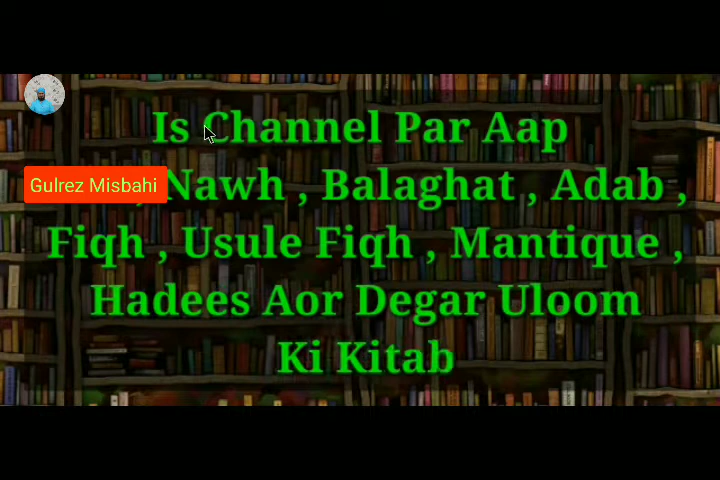 Is Channel Par Aap
Gulrez Misbahi
, Nawh , Balaghat , Adab ,
Fiqh , Usule Fiqh , Mantique ,
Hadees Aor Degar Uloom
Ki Kitab